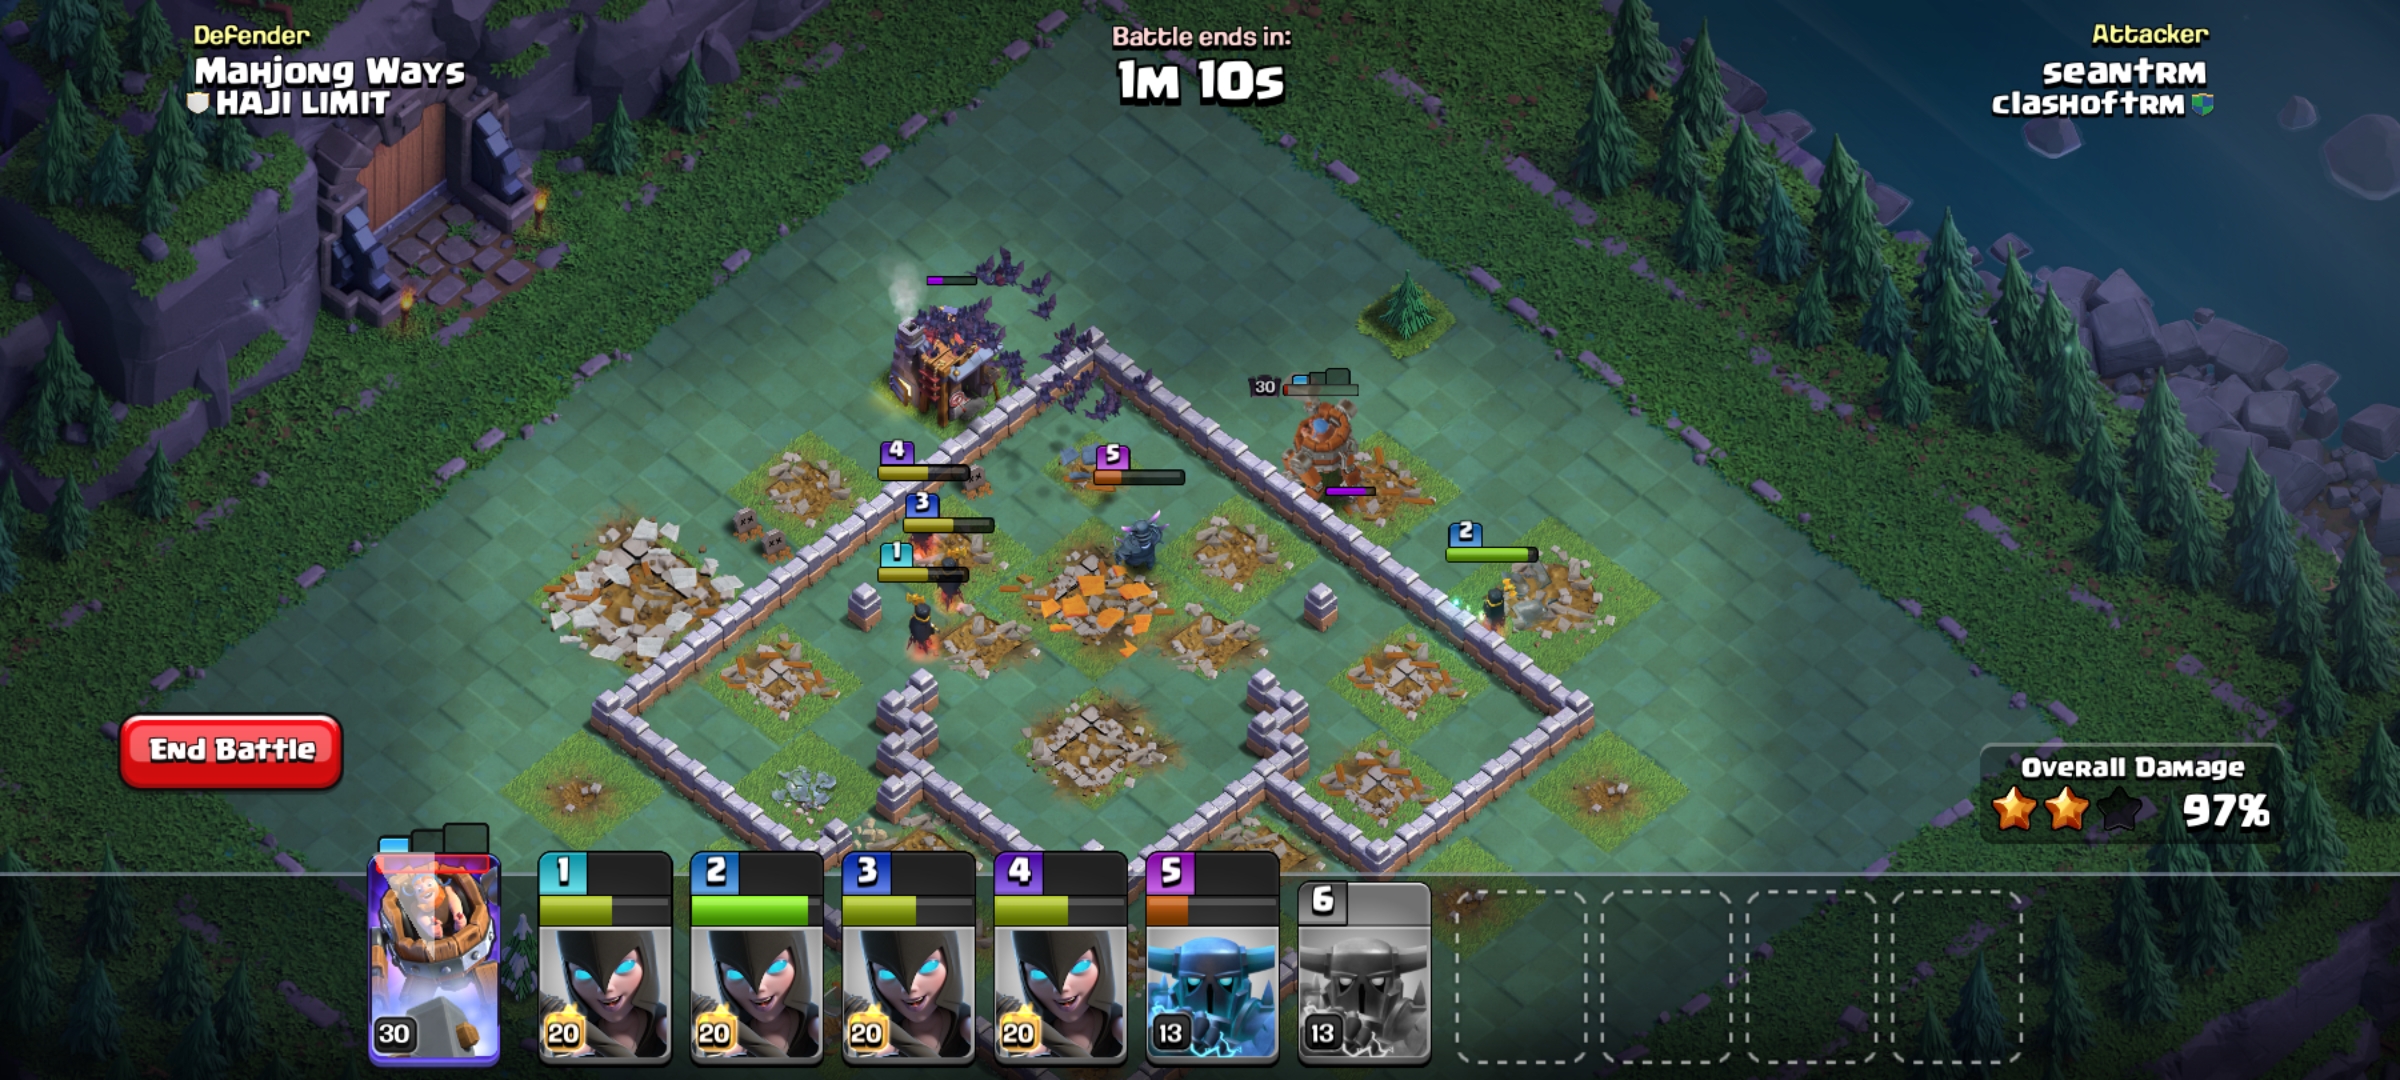 Defender
Mahjong Ways
HAJI LIMIT
Battle ends in:
1M 10s
Attacker
seantRM
clashoftRM
30
4
5
3
2
1
End Battle
Overall Damage
97%
1
2
3
4
5
6
30
20
20
20
20
13
13